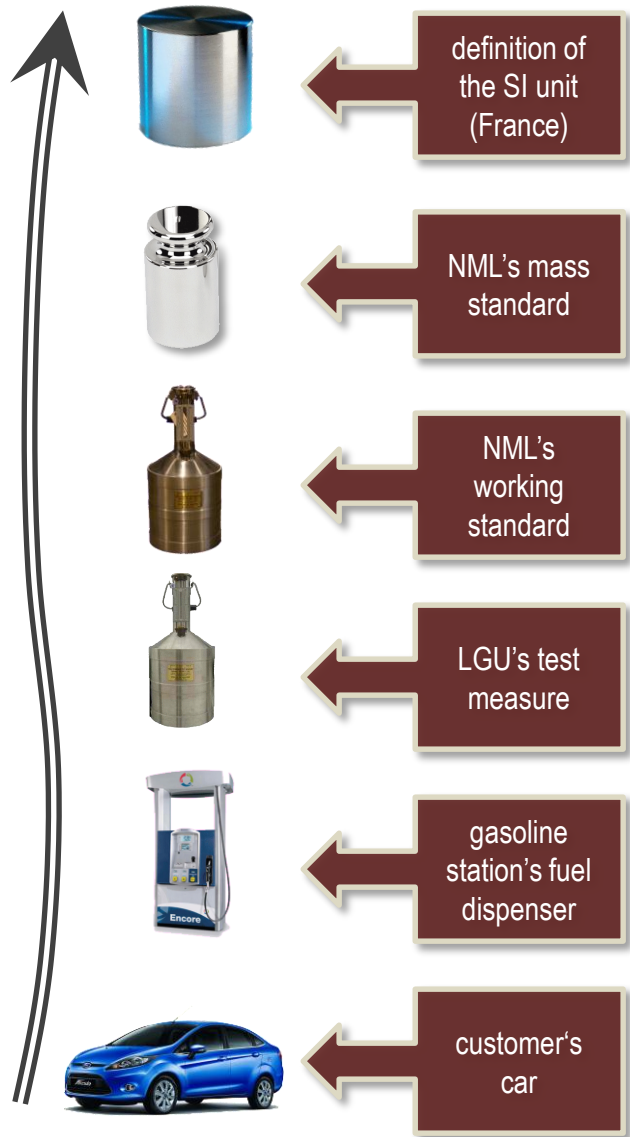 definition of
the SI unit
(France)
NML’s mass
standard
NML’s
working
standard
LGU’s test
measure
gasoline
station’s fuel
dispenser
Encore
customer‘s
car